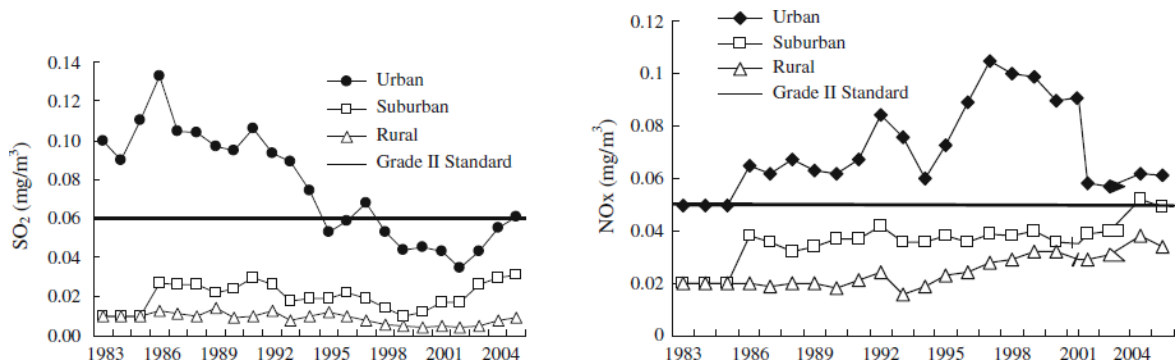 0.14
0.12
0.10
0.08
0.06
0.04
0.02
0.00
SO₂ (mg/m³)
Urban
Suburban
Rural
Grade II Standard
1983 1986 1989 1992 1995 1998 2001 2004
0.12
0.1
0.08
0.06
0.04
0.02
0
NOx (mg/m³)
Urban
Suburban
Rural
Grade II Standard
1983 1986 1989 1992 1995 1998 2001 2004